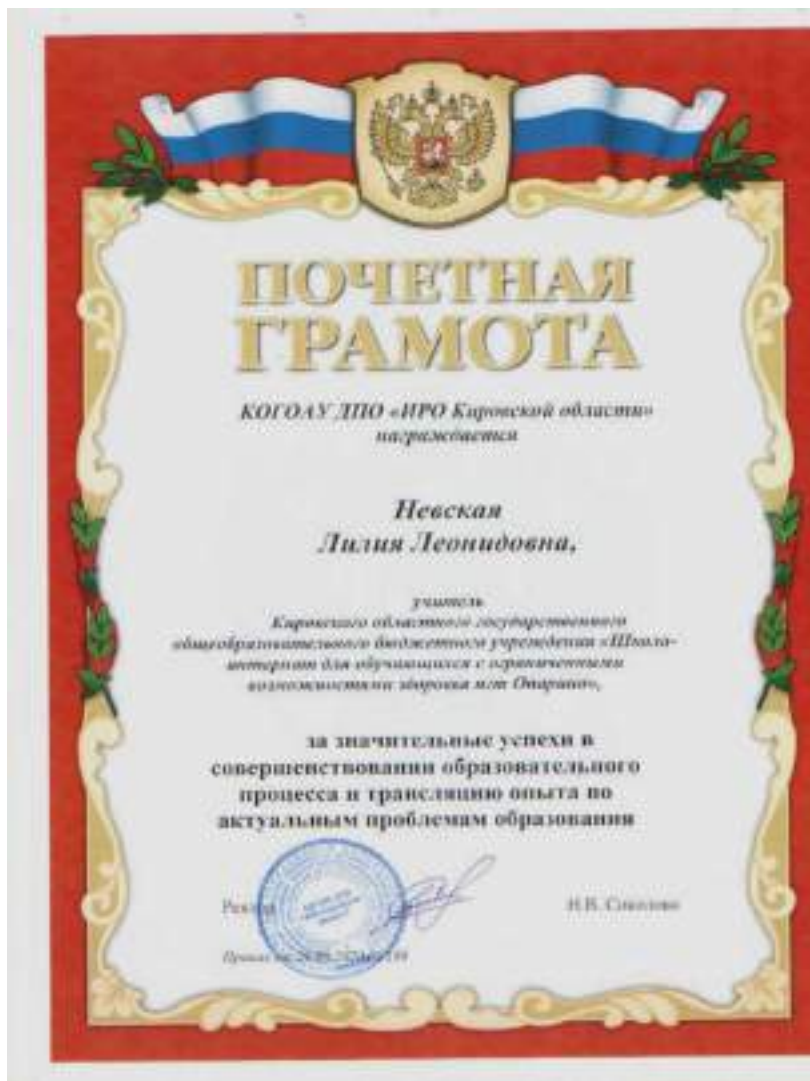 ПОЧЕТНАЯ
ГРАМОТА
КОГОАУ ДПО «ИРО Кировской области»
награждается
Невская
Лилия Леонидовна,
учитель
Кировского областного государственного
общеобразовательного бюджетного учреждения «Школа-
интернат для обучающихся с ограниченными
возможностями здоровья пгт Опарино»,
за значительные успехи в
совершенствовании образовательного
процесса и трансляцию опыта по
актуальным проблемам образования
Н.В. Соколова